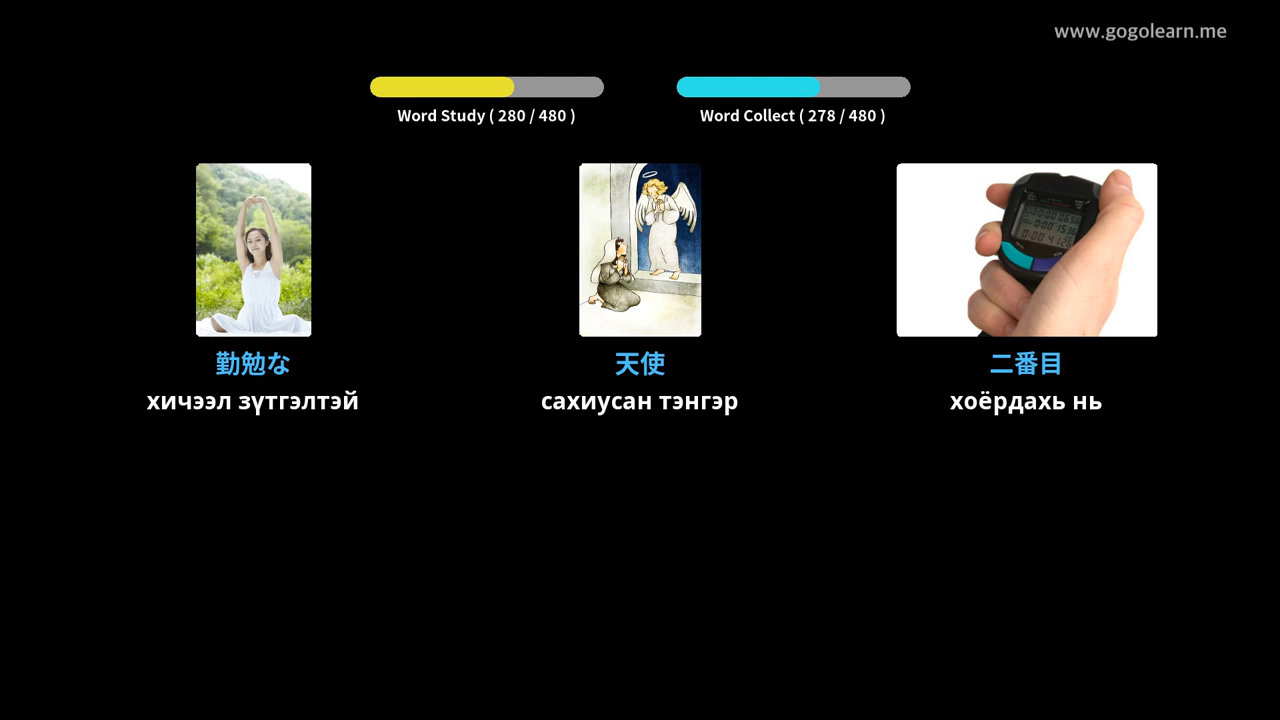 www.gogolearn.me
Word Study ( 280 / 480 )
Word Collect ( 278 / 480 )
勤勉な
хичээл зүтгэлтэй
天使
сахиусан тэнгэр
二番目
хоёрдахь нь